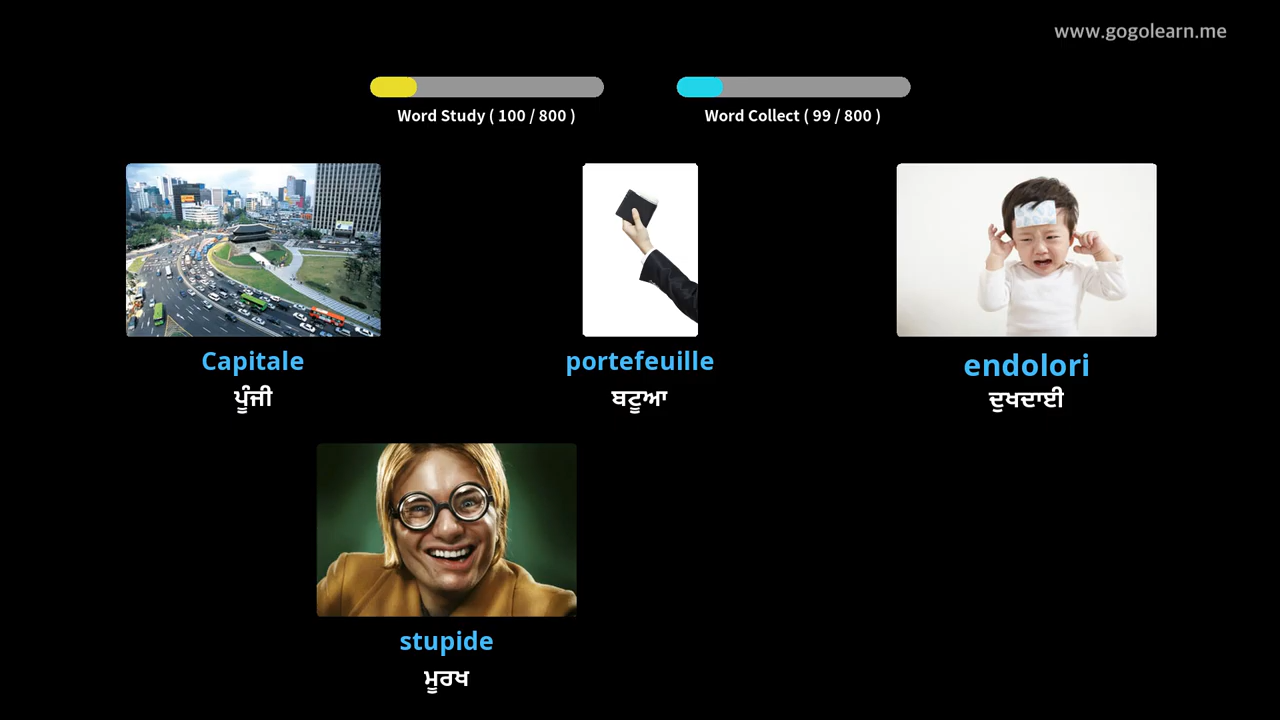 www.gogolearn.me
Word Study ( 100 / 800 )
Word Collect ( 99 / 800 )
Capitale
ਪੂੰਜੀ
portefeuille
ਬਟੂਆ
endolori
ਦੁਖਦਾਈ
stupide
ਮੂਰਖ